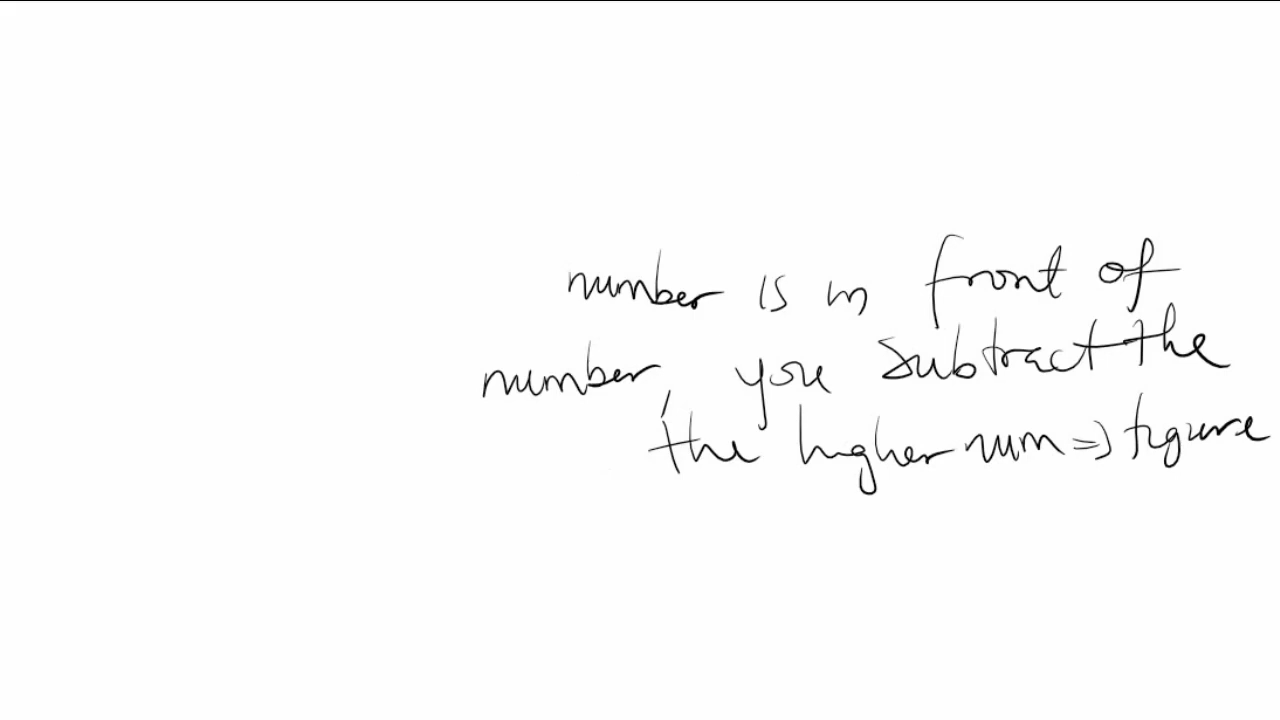 number is in front of
number, you subtract the
the higher num => figure